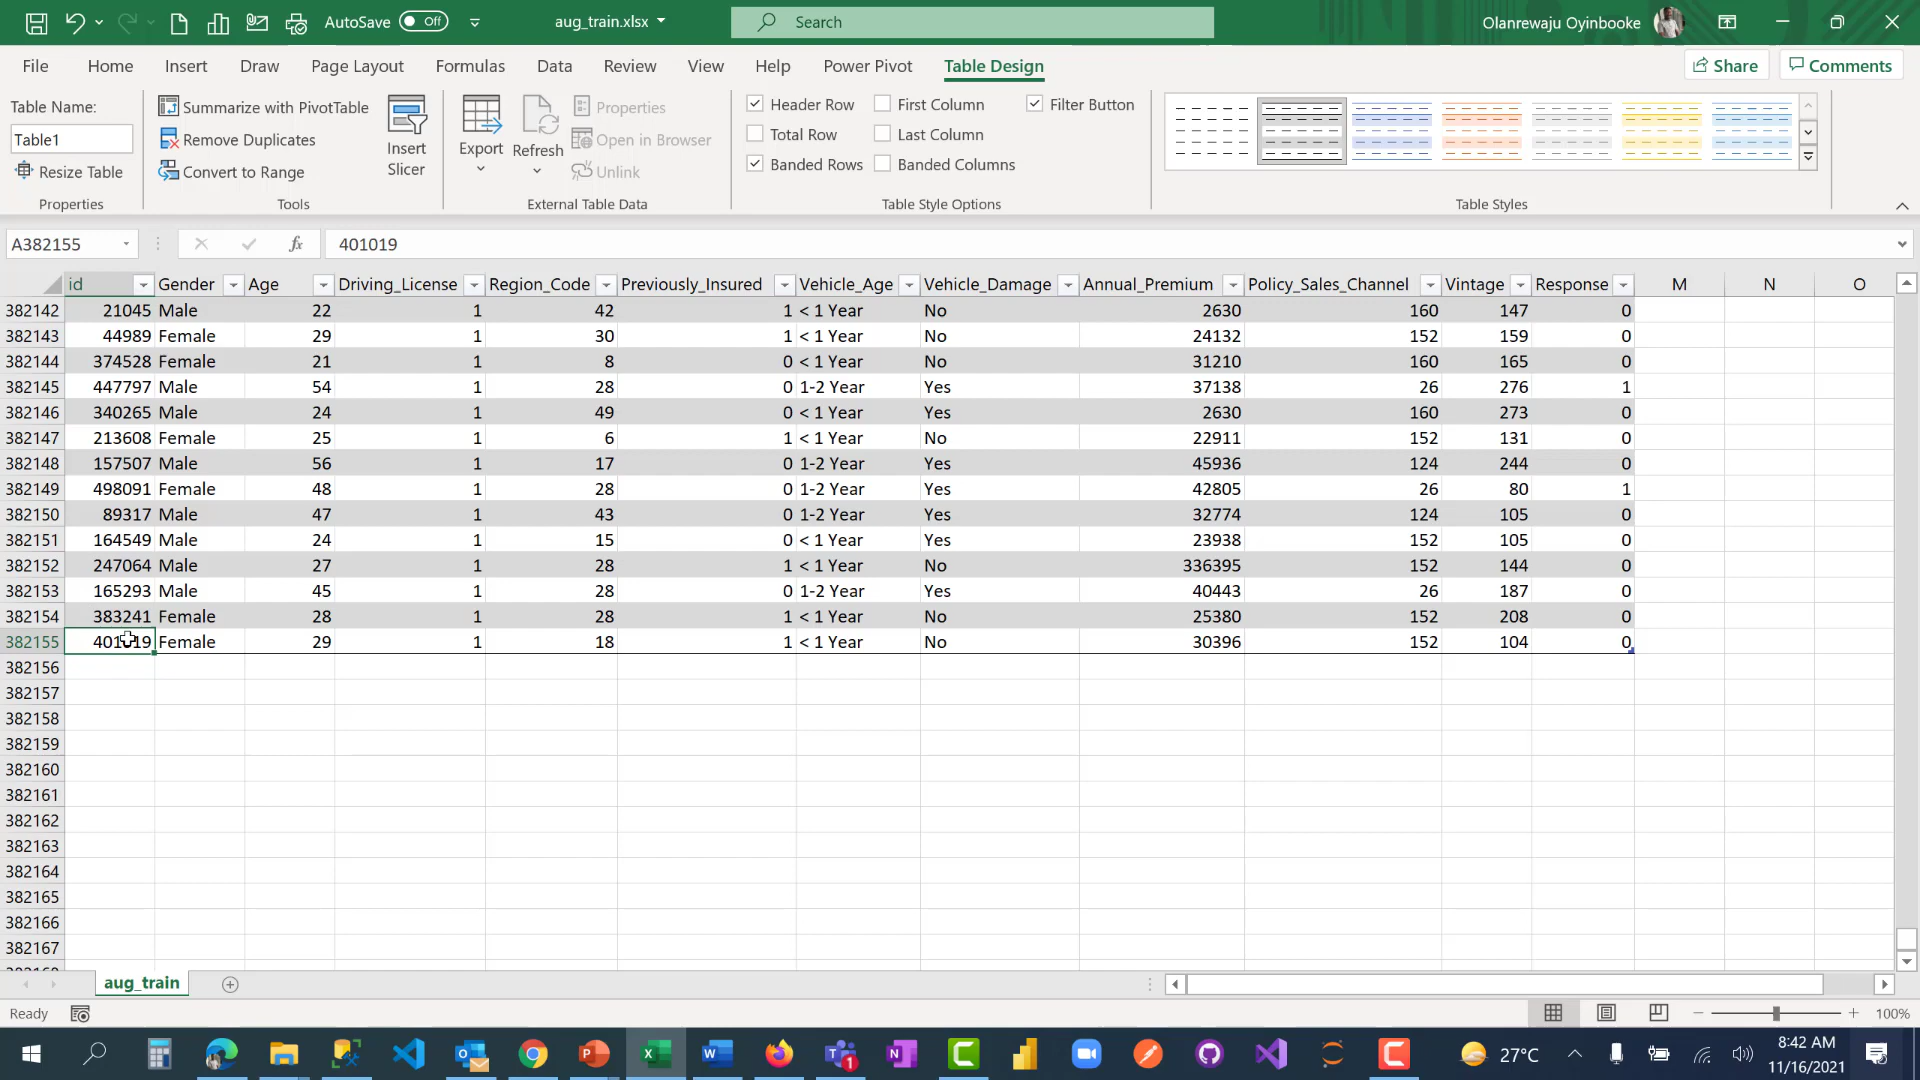 AutoSave Off aug_train.xlsx Search Olanrewaju Oyinbooke
File Home Insert Draw Page Layout Formulas Data Review View Help Power Pivot Table Design Share Comments
Table Name:
Table1
Resize Table
Properties
Summarize with PivotTable
Remove Duplicates
Convert to Range
Tools
Insert Slicer
Export
Refresh
Properties
Open in Browser
Unlink
External Table Data
Header Row First Column Filter Button
Total Row Last Column
Banded Rows Banded Columns
Table Style Options
Table Styles
A382155 fx 401019
id Gender Age Driving_License Region_Code Previously_Insured Vehicle_Age Vehicle_Damage Annual_Premium Policy_Sales_Channel Vintage Response M N O
382142 21045 Male 22 1 42 1 < 1 Year No 2630 160 147 0
382143 44989 Female 29 1 30 1 < 1 Year No 24132 152 159 0
382144 374528 Female 21 1 8 0 < 1 Year No 31210 160 165 0
382145 447797 Male 54 1 28 0 1-2 Year Yes 37138 26 276 1
382146 340265 Male 24 1 49 0 < 1 Year Yes 2630 160 273 0
382147 213608 Female 25 1 6 1 < 1 Year No 22911 152 131 0
382148 157507 Male 56 1 17 0 1-2 Year Yes 45936 124 244 0
382149 498091 Female 48 1 28 0 1-2 Year Yes 42805 26 80 1
382150 89317 Male 47 1 43 0 1-2 Year Yes 32774 124 105 0
382151 164549 Male 24 1 15 0 < 1 Year Yes 23938 152 105 0
382152 247064 Male 27 1 28 1 < 1 Year No 336395 152 144 0
382153 165293 Male 45 1 28 0 1-2 Year Yes 40443 26 187 0
382154 383241 Female 28 1 28 1 < 1 Year No 25380 152 208 0
382155 401019 Female 29 1 18 1 < 1 Year No 30396 152 104 0
382156
382157
382158
382159
382160
382161
382162
382163
382164
382165
382166
382167
aug_train
Ready 100%
27°C 8:42 AM
11/16/2021